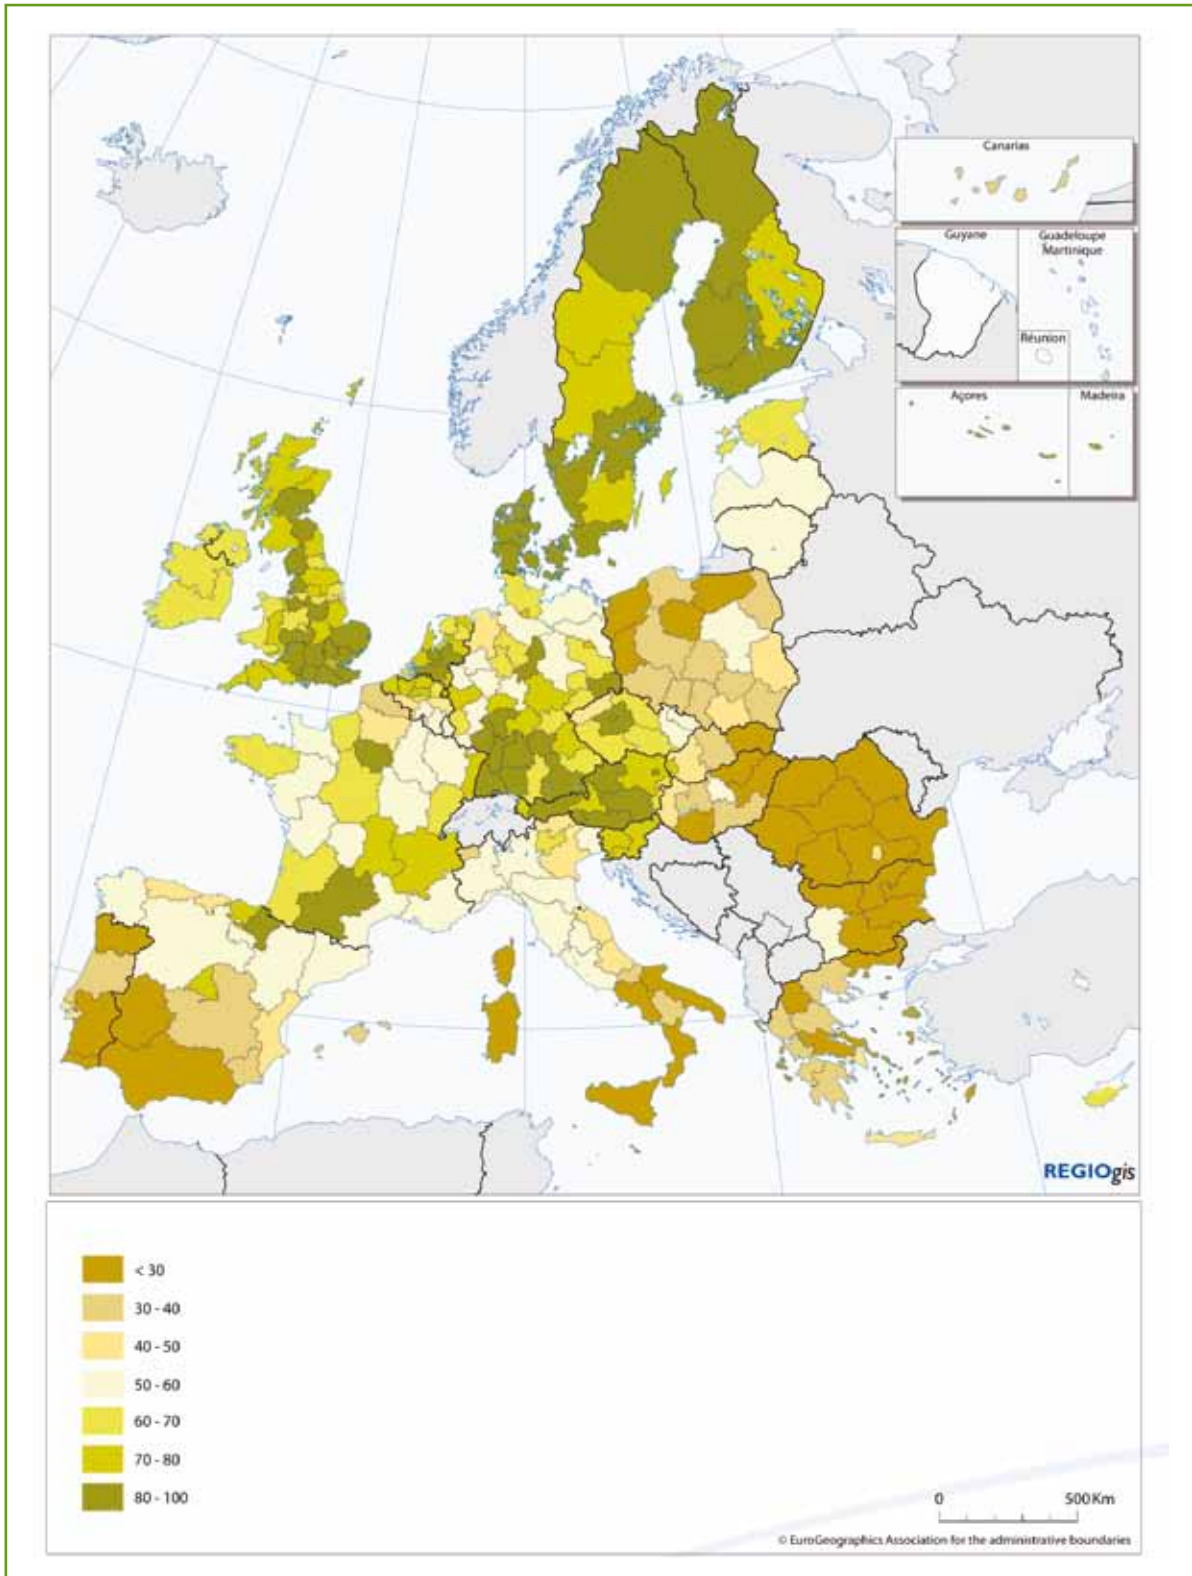 Canarias
Guyane
Guadeloupe
Martinique
Réunion
Açores
Madeira
REGIOgis
< 30
30 - 40
40 - 50
50 - 60
60 - 70
70 - 80
80 - 100
0
500 Km
© EuroGeographics Association for the administrative boundaries